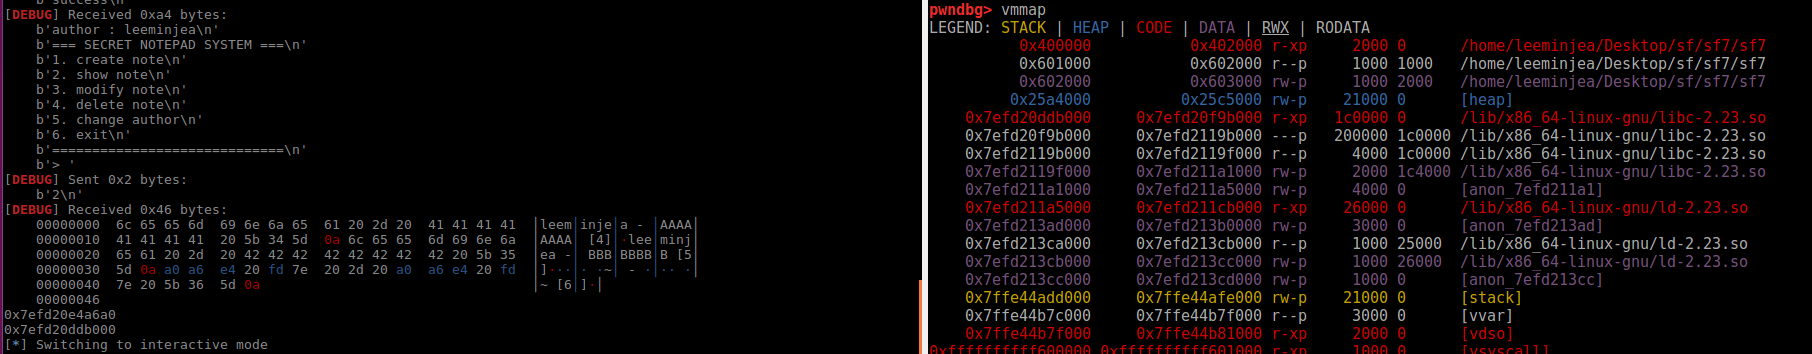 b'success\n'
[DEBUG] Received 0xa4 bytes:
b'author : leeminjea\n'
b'=== SECRET NOTEPAD SYSTEM ===\n'
b'1. create note\n'
b'2. show note\n'
b'3. modify note\n'
b'4. delete note\n'
b'5. change author\n'
b'6. exit\n'
b'=============================\n'
b'> '
[DEBUG] Sent 0x2 bytes:
b'2\n'
[DEBUG] Received 0x46 bytes:
00000000  6c 65 65 6d  69 6e 6a 65  61 20 2d 20  41 41 41 41  │leem│inje│a - │AAAA│
00000010  41 41 41 41  20 5b 34 5d  0a 6c 65 65  6d 69 6e 6a  │AAAA│ [4]│·lee│minj│
00000020  65 61 20 2d  20 42 42 42  42 42 42 42  42 20 5b 35  │ea -│ BBB│BBBB│B [5│
00000030  5d 0a a0 a6  e4 20 fd 7e  20 2d 20 a0  a6 e4 20 fd  │]···│· ·~│ - ·│·· ·│
00000040  7e 20 5b 36  5d 0a  │~ [6│]·│
00000046
0x7efd20e4a6a0
0x7efd20ddb000
[*] Switching to interactive mode
pwndbg> vmmap
LEGEND: STACK | HEAP | CODE | DATA | RWX | RODATA
0x400000 0x402000 r-xp 2000 0 /home/leeminjea/Desktop/sf/sf7/sf7
0x601000 0x602000 r--p 1000 1000 /home/leeminjea/Desktop/sf/sf7/sf7
0x602000 0x603000 rw-p 1000 2000 /home/leeminjea/Desktop/sf/sf7/sf7
0x25a4000 0x25c5000 rw-p 21000 0 [heap]
0x7efd20ddb000 0x7efd20f9b000 r-xp 1c0000 0 /lib/x86_64-linux-gnu/libc-2.23.so
0x7efd20f9b000 0x7efd2119b000 ---p 200000 1c0000 /lib/x86_64-linux-gnu/libc-2.23.so
0x7efd2119b000 0x7efd2119f000 r--p 4000 1c0000 /lib/x86_64-linux-gnu/libc-2.23.so
0x7efd2119f000 0x7efd211a1000 rw-p 2000 1c4000 /lib/x86_64-linux-gnu/libc-2.23.so
0x7efd211a1000 0x7efd211a5000 rw-p 4000 0 [anon_7efd211a1]
0x7efd211a5000 0x7efd211cb000 r-xp 26000 0 /lib/x86_64-linux-gnu/ld-2.23.so
0x7efd213ad000 0x7efd213b0000 rw-p 3000 0 [anon_7efd213ad]
0x7efd213ca000 0x7efd213cb000 r--p 1000 25000 /lib/x86_64-linux-gnu/ld-2.23.so
0x7efd213cb000 0x7efd213cc000 rw-p 1000 26000 /lib/x86_64-linux-gnu/ld-2.23.so
0x7efd213cc000 0x7efd213cd000 rw-p 1000 0 [anon_7efd213cc]
0x7ffe44add000 0x7ffe44afe000 rw-p 21000 0 [stack]
0x7ffe44b7c000 0x7ffe44b7f000 r--p 3000 0 [vvar]
0x7ffe44b7f000 0x7ffe44b81000 r-xp 2000 0 [vdso]
0xffffffffff600000 0xffffffffff601000 r-xp 1000 0 [vsyscall]